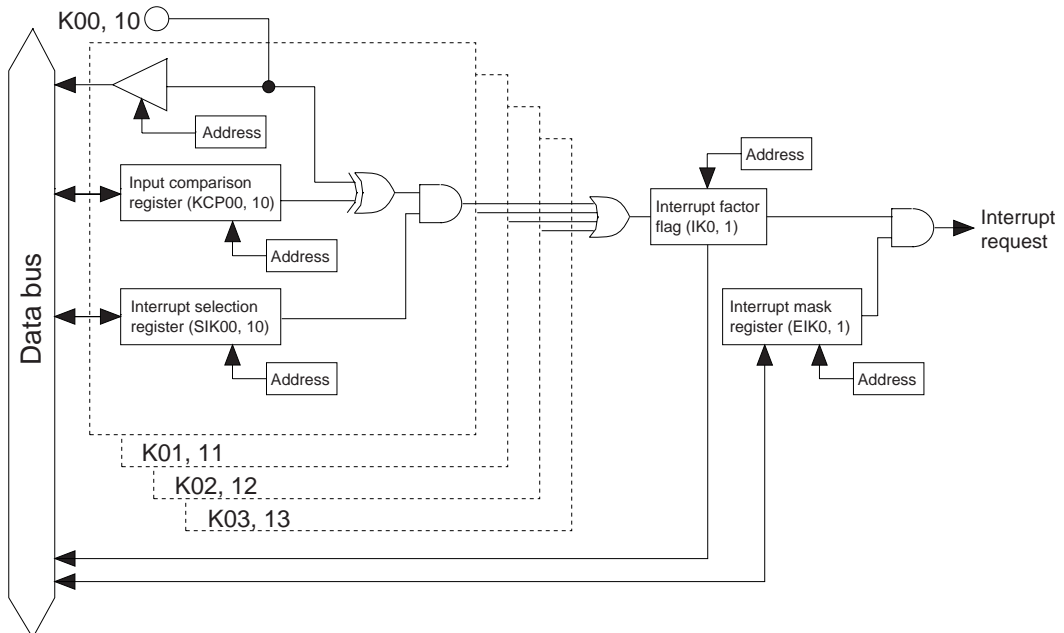 K00, 10
Address
Input comparison
register (KCP00, 10)
Address
Interrupt selection
register (SIK00, 10)
Address
K01, 11
K02, 12
K03, 13
Data bus
Address
Interrupt factor
flag (IK0, 1)
Interrupt mask
register (EIK0, 1)
Address
Interrupt
request